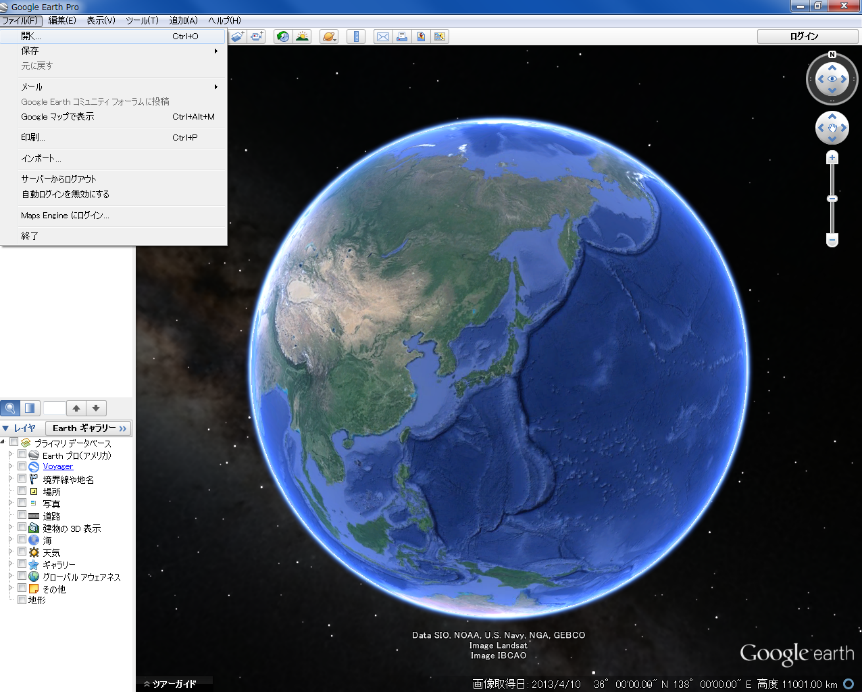 Google Earth Pro
ファイル(F) 編集(E) 表示(V) ツール(T) 追加(A) ヘルプ(H)
開く... Ctrl+O
保存
元に戻す
メール
Google Earth コミュニティ フォーラムに投稿
Google マップで表示 Ctrl+Alt+M
印刷... Ctrl+P
インポート...
サーバーからログアウト
自動ログインを無効にする
Maps Engine にログイン...
終了
ログイン
N
レイヤ
Earth ギャラリー »
プライマリ データベース
Earth プロ(アメリカ)
Voyager
境界線や地名
場所
写真
道路
建物の 3D 表示
海
天気
ギャラリー
グローバル アウェアネス
その他
地形
Data SIO, NOAA, U.S. Navy, NGA, GEBCO
Image Landsat
Image IBCAO
Google earth
ツアーガイド
画像取得日: 2013/4/10 36° 00'00.00" N 138° 00'00.00" E 高度 11001.00 km